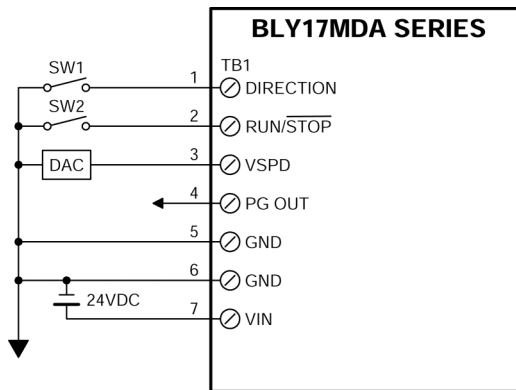 BLY17MDA SERIES
TB1
SW1
1
DIRECTION
SW2
2
RUN/STOP
DAC
3
VSPD
4
PG OUT
5
GND
6
GND
24VDC
7
VIN